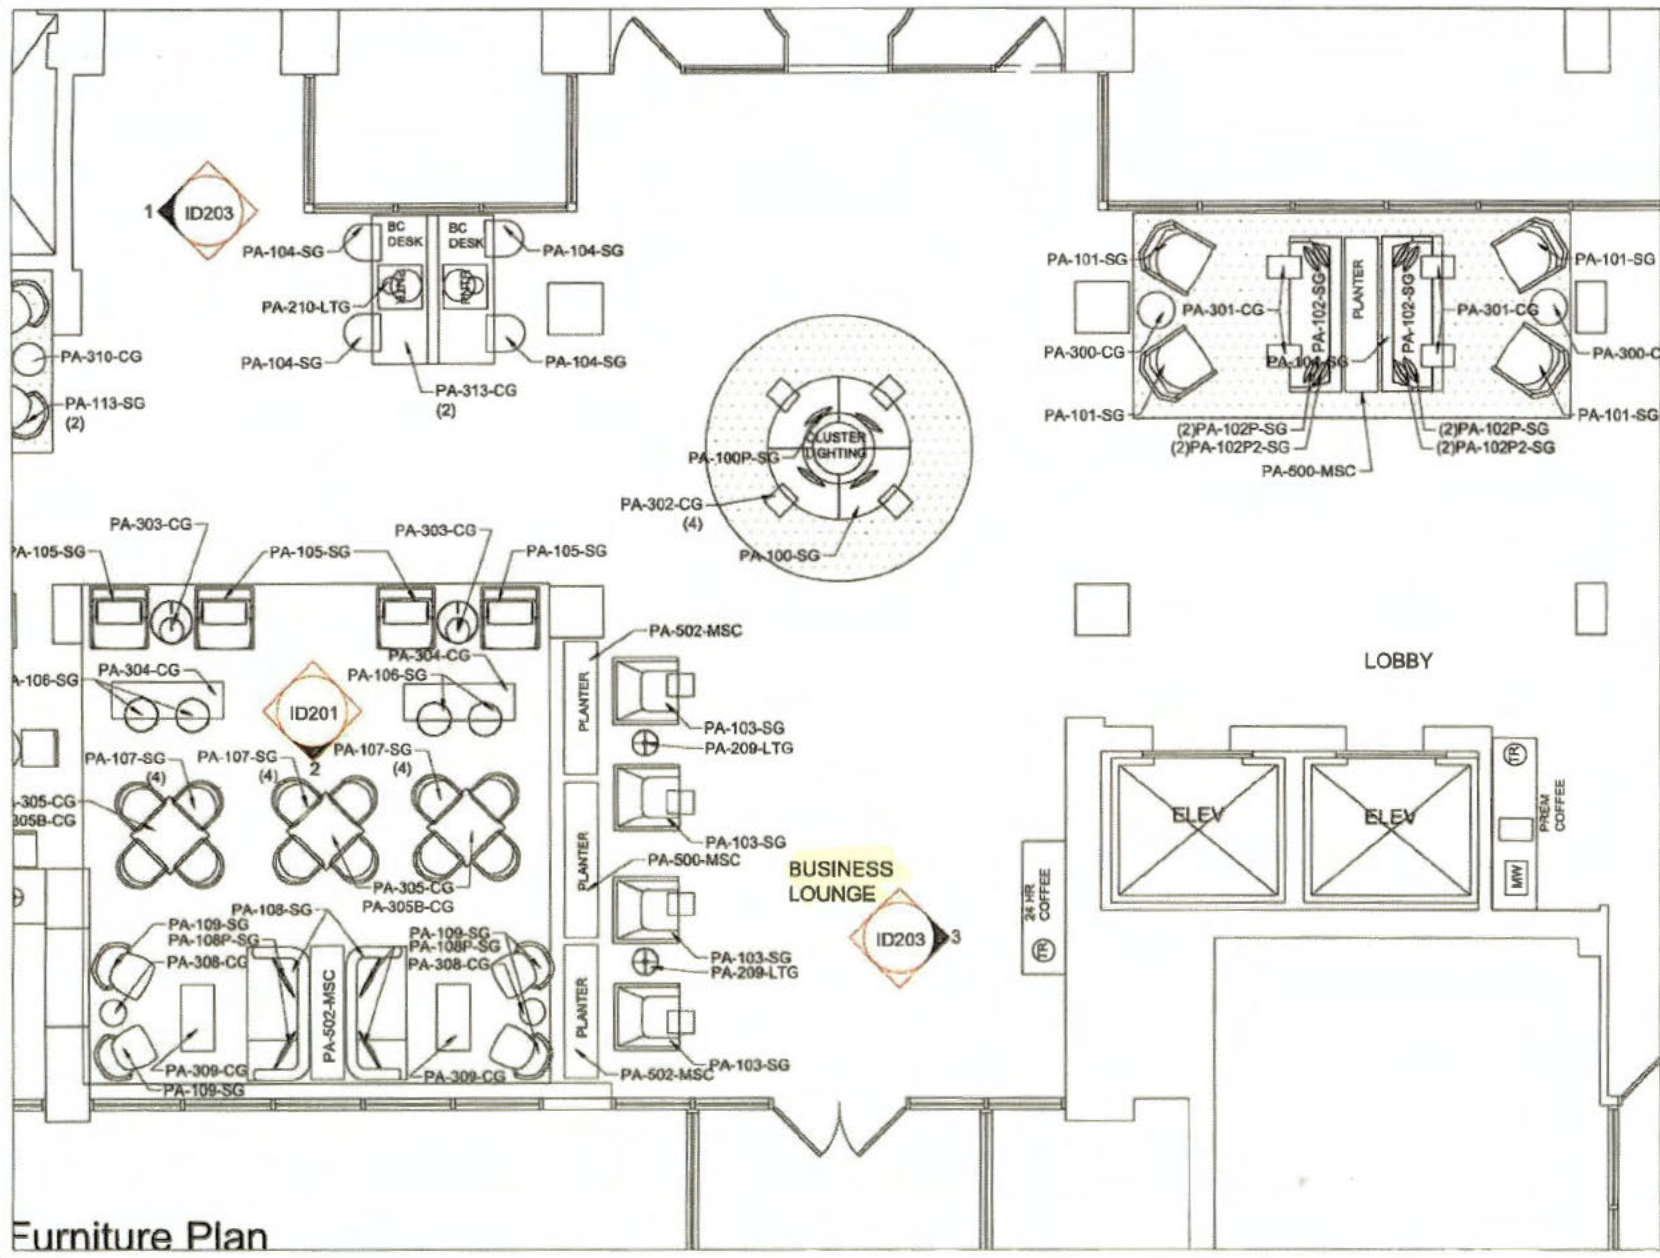 1
ID203
BC
DESK
BC
DESK
PA-104-SG
PA-104-SG
PNTR
PNTR
PA-210-LTG
PA-104-SG
PA-104-SG
PA-313-CG
(2)
PA-310-CG
PA-113-SG
(2)
PA-101-SG
PA-101-SG
PA-301-CG
PA-102-SG
PLANTER
PA-102-SG
PA-301-CG
PA-300-CG
PA-300-C
PA-101-SG
PA-101-SG
(2)PA-102P-SG
(2)PA-102P2-SG
(2)PA-102P-SG
(2)PA-102P2-SG
PA-500-MSC
CLUSTER
LIGHTING
PA-100P-SG
PA-302-CG
(4)
PA-100-SG
PA-303-CG
PA-303-CG
PA-105-SG
PA-105-SG
PA-105-SG
PA-502-MSC
PA-304-CG
PA-304-CG
-106-SG
PA-106-SG
ID201
2
PLANTER
PA-103-SG
PA-209-LTG
PA-107-SG
(4)
PA-107-SG
(4)
PA-107-SG
(4)
-305-CG
305B-CG
PA-103-SG
PA-500-MSC
PLANTER
PA-305-CG
PA-305B-CG
BUSINESS
LOUNGE
ID203
3
PA-108-SG
PA-109-SG
PA-108P-SG
PA-308-CG
PA-109-SG
PA-108P-SG
PA-308-CG
PA-103-SG
PA-209-LTG
PA-502-MSC
PLANTER
PA-309-CG
PA-109-SG
PA-309-CG
PA-502-MSC
PA-103-SG
LOBBY
ELEV
ELEV
TR
PREM
COFFEE
MW
24 HR
COFFEE
TR
Furniture Plan